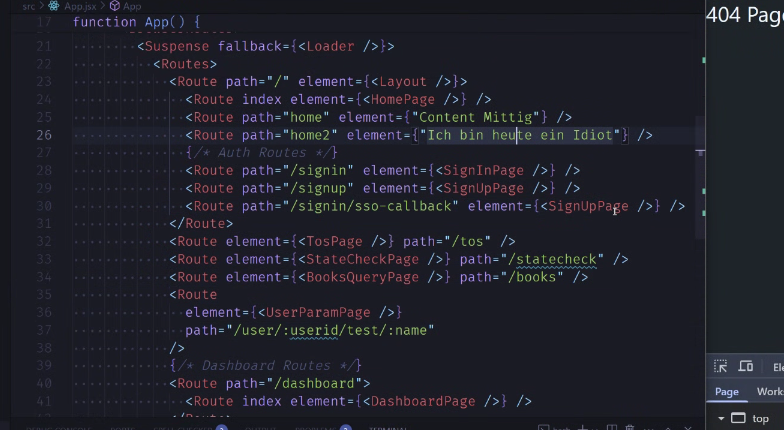 src > App.jsx > App
17 function App() {
21 <Suspense fallback={<Loader />}>
22 <Routes>
23 <Route path="/" element={<Layout />}>
24 <Route index element={<HomePage />} />
25 <Route path="home" element={"Content Mittig"} />
26 <Route path="home2" element={"Ich bin heute ein Idiot"} />
27 {/* Auth Routes */}
28 <Route path="/signin" element={<SignInPage />} />
29 <Route path="/signup" element={<SignUpPage />} />
30 <Route path="/signin/sso-callback" element={<SignUpPage />} />
31 </Route>
32 <Route element={<TosPage />} path="/tos" />
33 <Route element={<StateCheckPage />} path="/statecheck" />
34 <Route element={<BooksQueryPage />} path="/books" />
35 <Route
36 element={<UserParamPage />}
37 path="/user/:userid/test/:name"
38 />
39 {/* Dashboard Routes */}
40 <Route path="/dashboard">
41 <Route index element={<DashboardPage />} />
404 Pag
Ele
Page Work
top